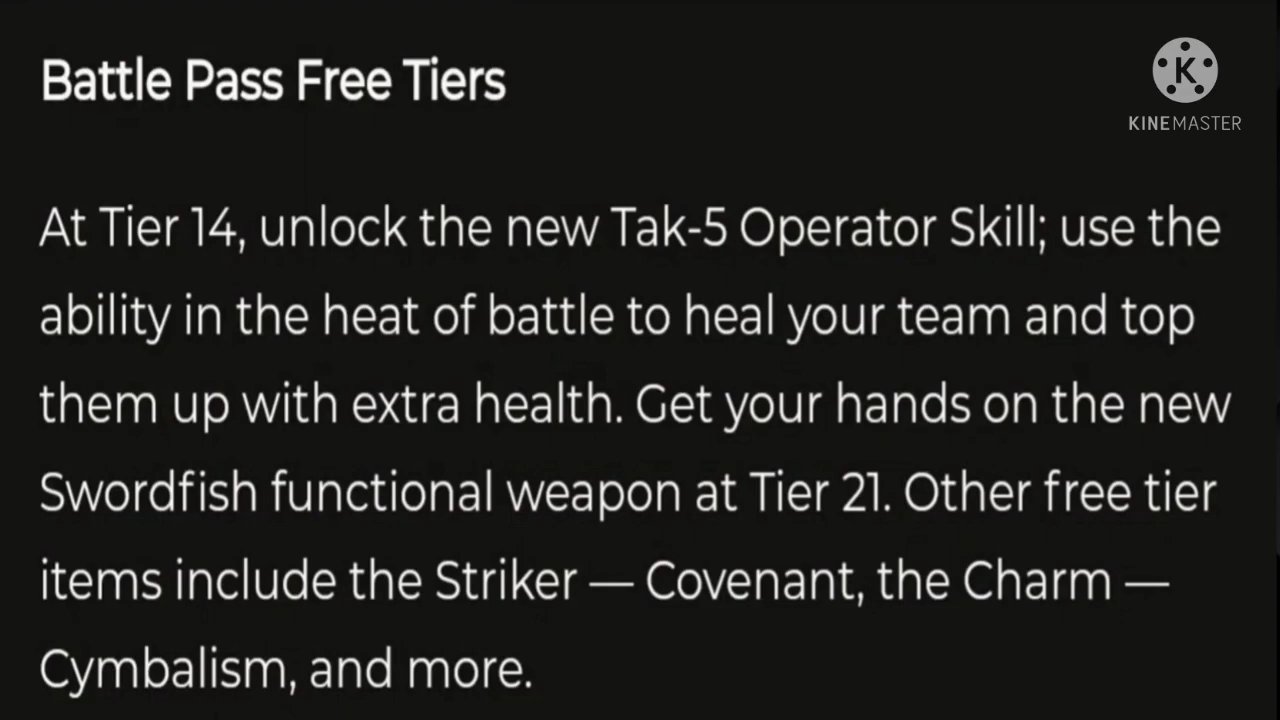 Battle Pass Free Tiers
K
KINEMASTER
At Tier 14, unlock the new Tak-5 Operator Skill; use the
ability in the heat of battle to heal your team and top
them up with extra health. Get your hands on the new
Swordfish functional weapon at Tier 21. Other free tier
items include the Striker — Covenant, the Charm —
Cymbalism, and more.